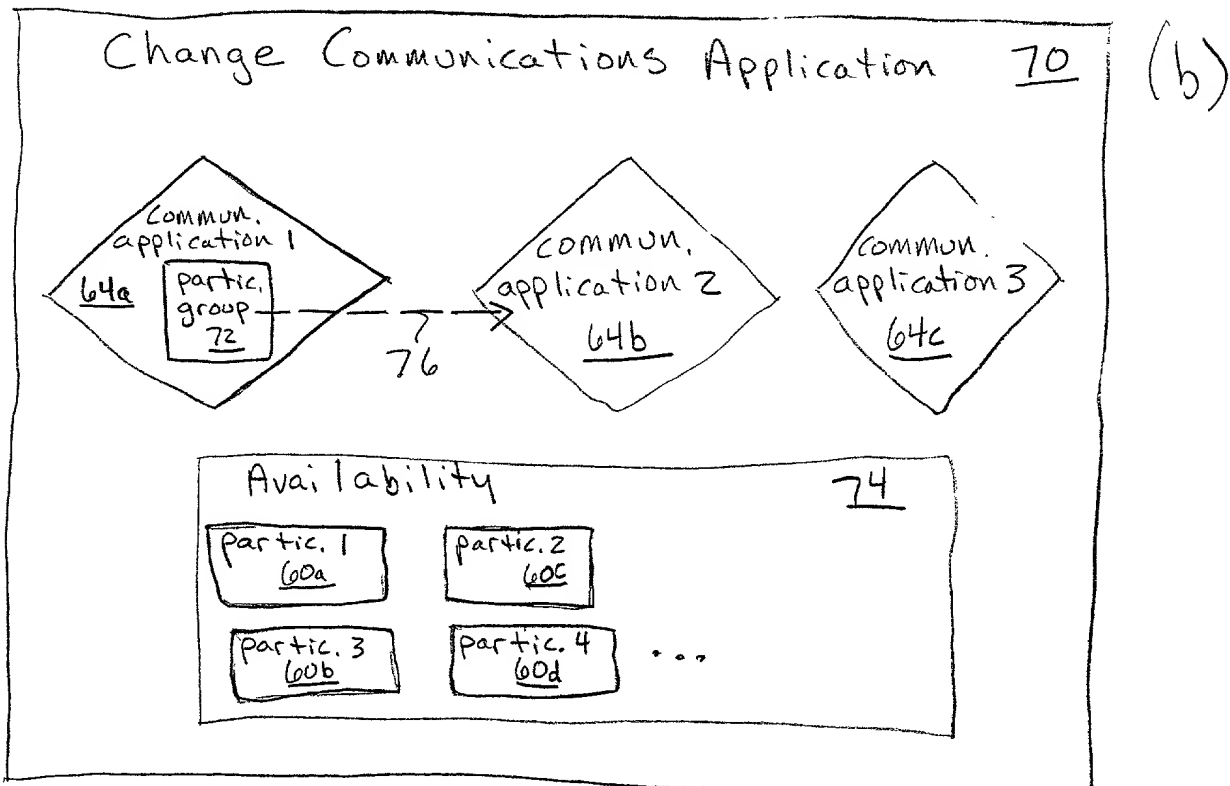 Change Communications Application 70
(b)
commun.
application 1
64a
partic.
group
72
76
commun.
application 2
64b
commun.
application 3
64c
Availability 74
partic. 1
60a
partic. 2
60c
partic. 3
60b
partic. 4
60d
...